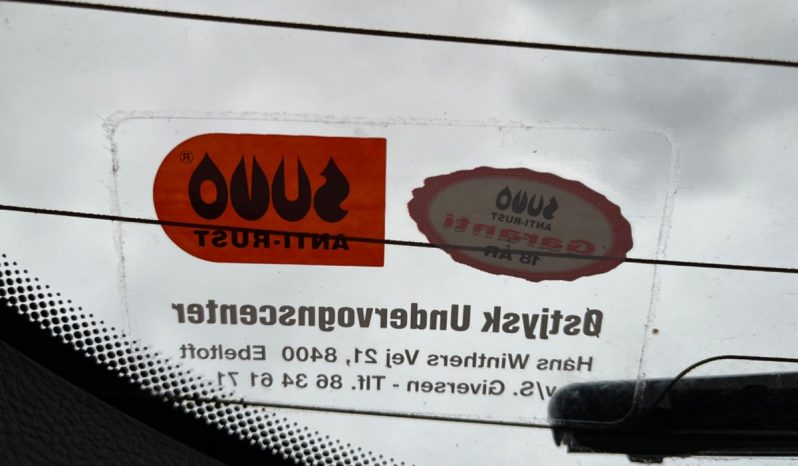 SUVO®
ANTI-RUST
SUVO
ANTI-RUST
Garanti
18 ÅR
Østjysk Undervognscenter
Hans Winthers Vej 21, 8400 Ebeltoft
v/S. Giversen - Tlf. 86 34 61 71